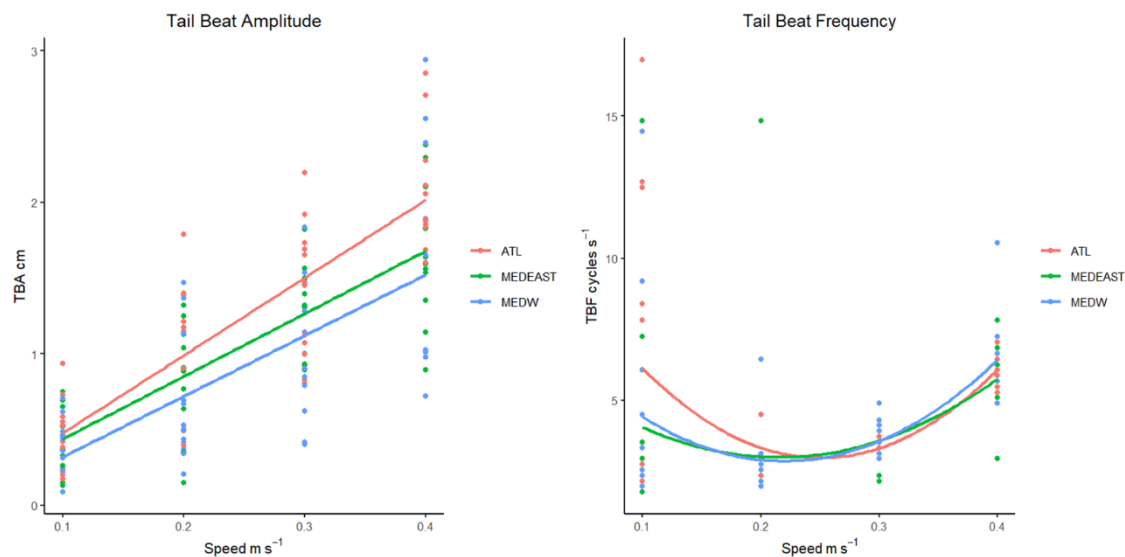 Tail Beat Amplitude
3
2
1
0
TBA cm
0.1 0.2 0.3 0.4
Speed m s⁻¹
ATL
MEDEAST
MEDW
Tail Beat Frequency
15
10
5
TBF cycles s⁻¹
0.1 0.2 0.3 0.4
Speed m s⁻¹
ATL
MEDEAST
MEDW